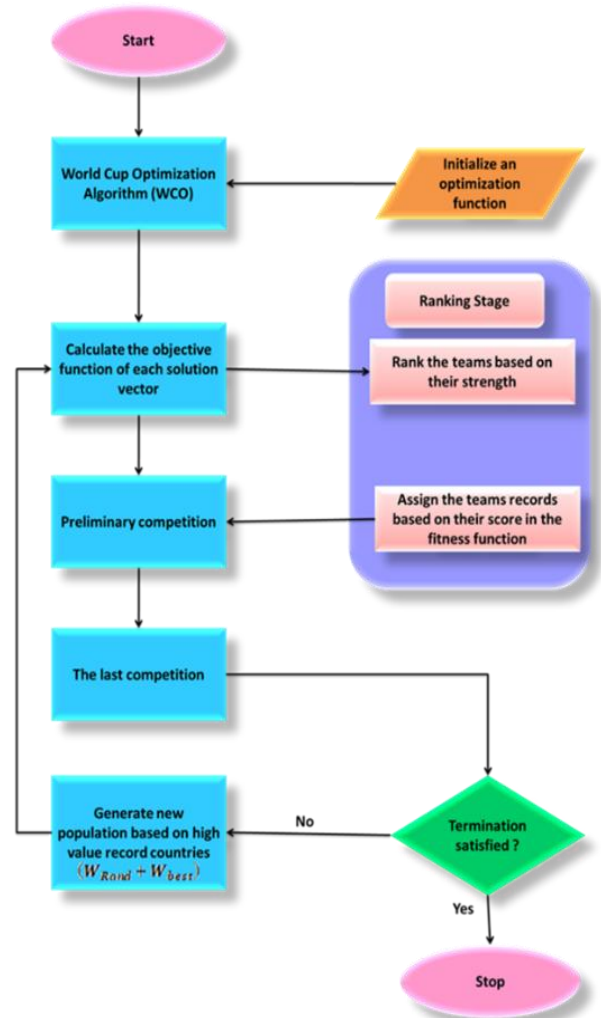 Start
World Cup Optimization
Algorithm (WCO)
Initialize an
optimization
function
Ranking Stage
Calculate the objective
function of each solution
vector
Rank the teams based on
their strength
Preliminary competition
Assign the teams records
based on their score in the
fitness function
The last competition
Generate new
population based on high
value record countries
(W_Rand + W_best)
No
Termination
satisfied ?
Yes
Stop